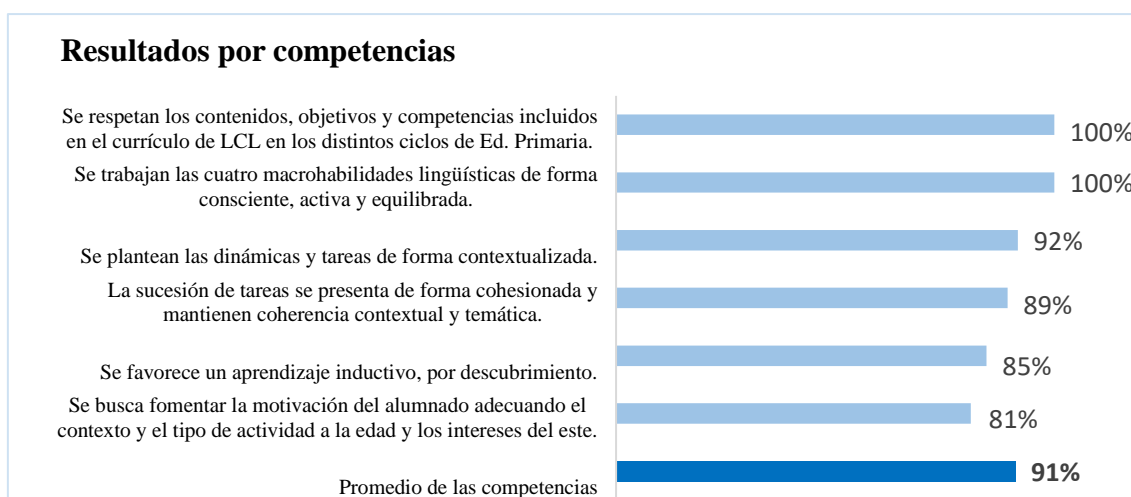 Resultados por competencias
Se respetan los contenidos, objetivos y competencias incluidos
en el currículo de LCL en los distintos ciclos de Ed. Primaria.
100%
Se trabajan las cuatro macrohabilidades lingüísticas de forma
consciente, activa y equilibrada.
100%
Se plantean las dinámicas y tareas de forma contextualizada.
92%
La sucesión de tareas se presenta de forma cohesionada y
mantienen coherencia contextual y temática.
89%
Se favorece un aprendizaje inductivo, por descubrimiento.
85%
Se busca fomentar la motivación del alumnado adecuando el
contexto y el tipo de actividad a la edad y los intereses del este.
81%
Promedio de las competencias
91%